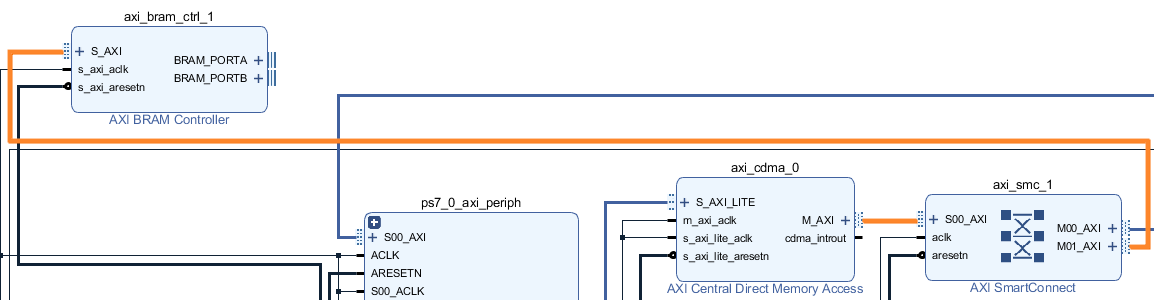 axi_bram_ctrl_1
S_AXI
s_axi_aclk
s_axi_aresetn
BRAM_PORTA
BRAM_PORTB
AXI BRAM Controller
ps7_0_axi_periph
S00_AXI
ACLK
ARESETN
S00_ACLK
axi_cdma_0
S_AXI_LITE
m_axi_aclk
s_axi_lite_aclk
s_axi_lite_aresetn
M_AXI
cdma_introut
AXI Central Direct Memory Access
axi_smc_1
S00_AXI
aclk
aresetn
M00_AXI
M01_AXI
AXI SmartConnect